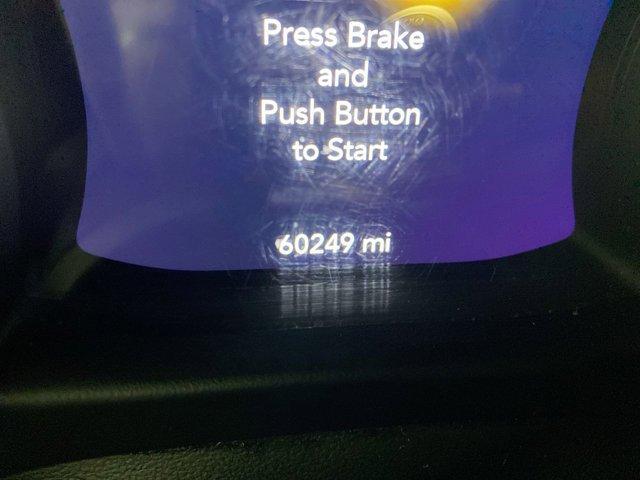 Press Brake
and
Push Button
to Start
60249 mi